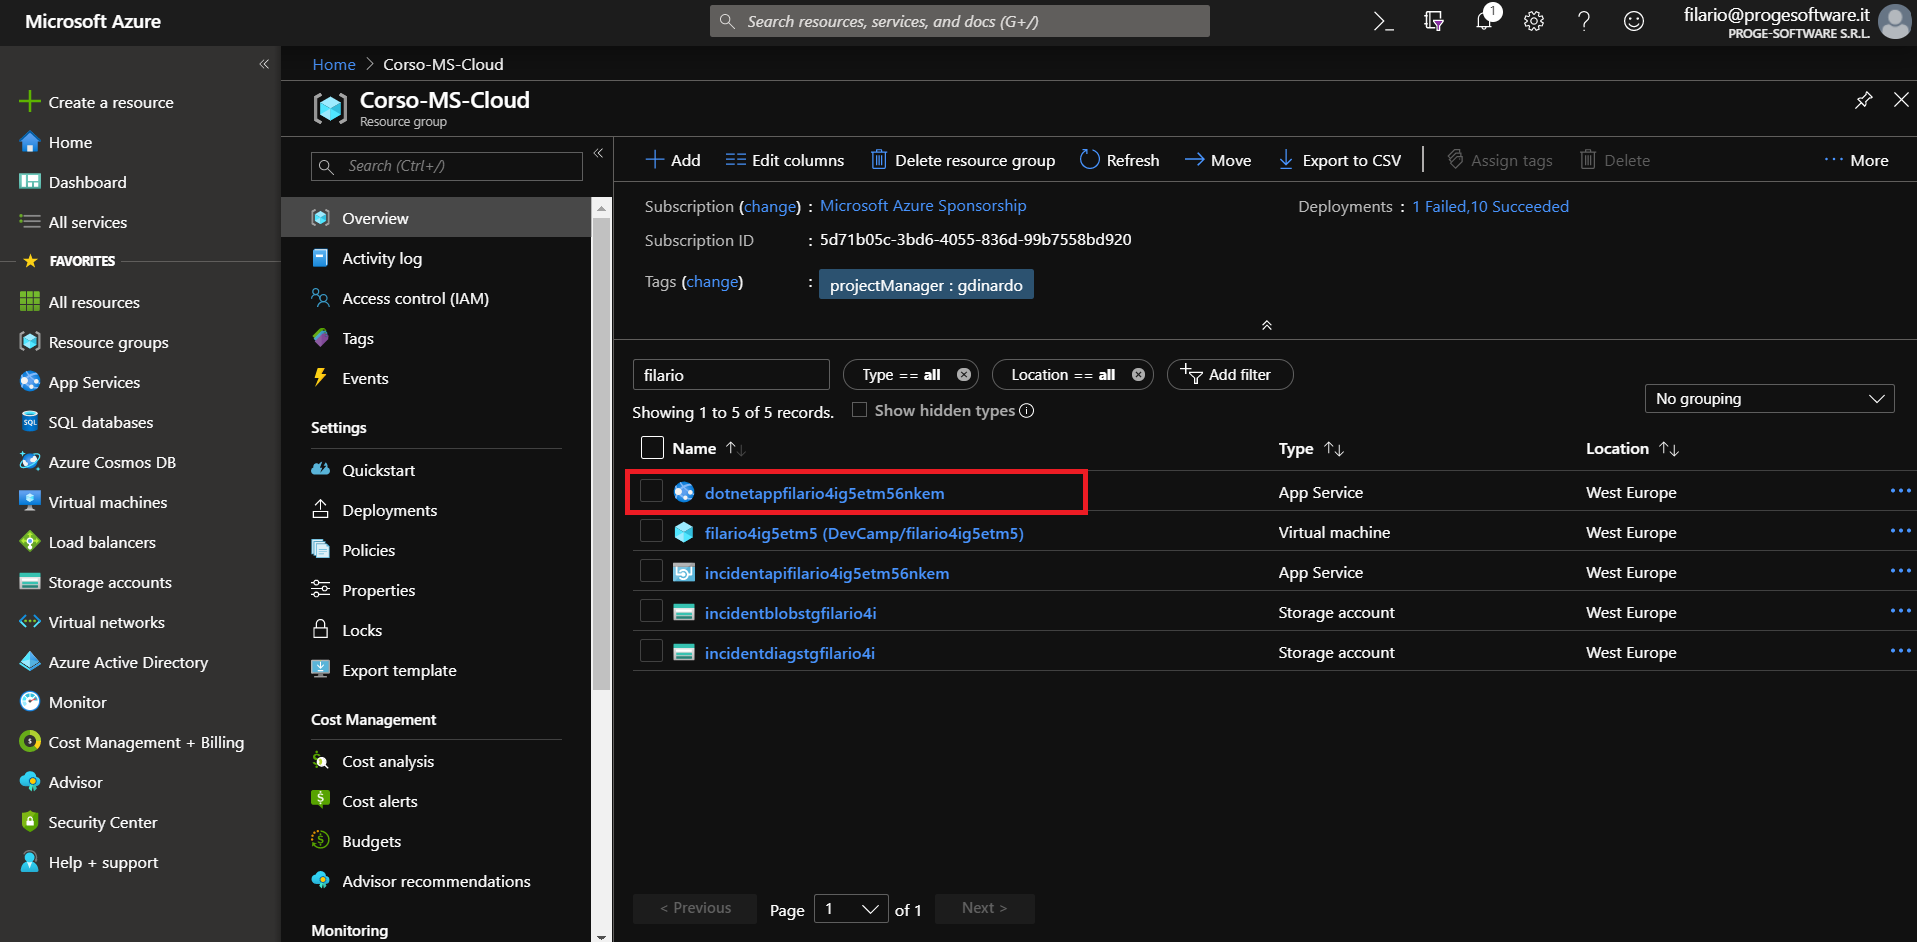 Microsoft Azure
Search resources, services, and docs (G+/)
1
filario@progesoftware.it
PROGE-SOFTWARE S.R.L.
Create a resource
Home
Dashboard
All services
FAVORITES
All resources
Resource groups
App Services
SQL databases
Azure Cosmos DB
Virtual machines
Load balancers
Storage accounts
Virtual networks
Azure Active Directory
Monitor
Cost Management + Billing
Advisor
Security Center
Help + support
Home > Corso-MS-Cloud
Corso-MS-Cloud
Resource group
Search (Ctrl+/)
Overview
Activity log
Access control (IAM)
Tags
Events
Settings
Quickstart
Deployments
Policies
Properties
Locks
Export template
Cost Management
Cost analysis
Cost alerts
Budgets
Advisor recommendations
Monitoring
Add Edit columns Delete resource group Refresh Move Export to CSV Assign tags Delete More
Subscription (change) : Microsoft Azure Sponsorship
Deployments : 1 Failed,10 Succeeded
Subscription ID : 5d71b05c-3bd6-4055-836d-99b7558bd920
Tags (change) : projectManager : gdinardo
filario Type == all Location == all Add filter
Showing 1 to 5 of 5 records. Show hidden types
No grouping
Name Type Location
dotnetappfilario4ig5etm56nkem App Service West Europe
filario4ig5etm5 (DevCamp/filario4ig5etm5) Virtual machine West Europe
incidentapifilario4ig5etm56nkem App Service West Europe
incidentblobstgfilario4i Storage account West Europe
incidentdiagstgfilario4i Storage account West Europe
< Previous Page 1 of 1 Next >